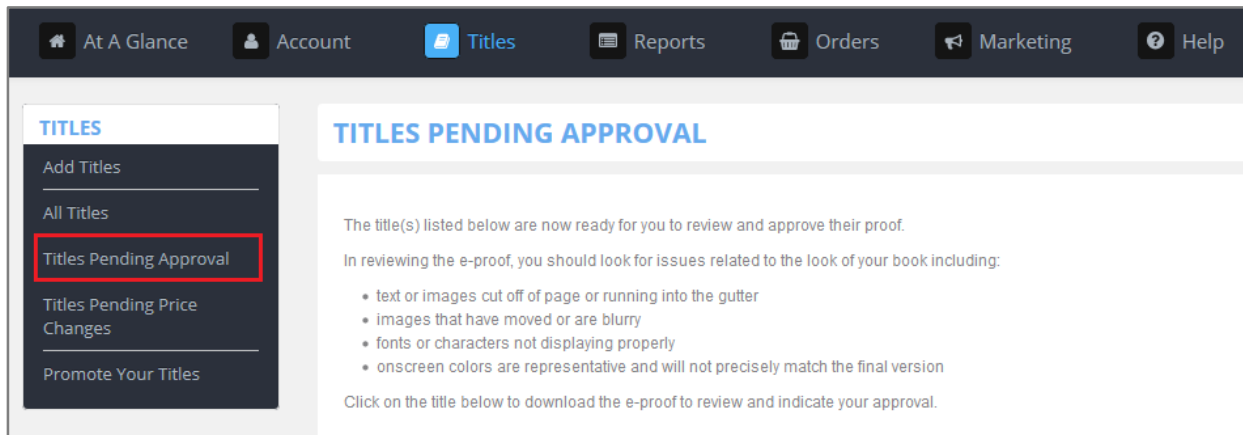 At A Glance
Account
Titles
Reports
Orders
Marketing
Help
TITLES
Add Titles
All Titles
Titles Pending Approval
Titles Pending Price
Changes
Promote Your Titles
TITLES PENDING APPROVAL
The title(s) listed below are now ready for you to review and approve their proof.
In reviewing the e-proof, you should look for issues related to the look of your book including:
• text or images cut off of page or running into the gutter
• images that have moved or are blurry
• fonts or characters not displaying properly
• onscreen colors are representative and will not precisely match the final version
Click on the title below to download the e-proof to review and indicate your approval.